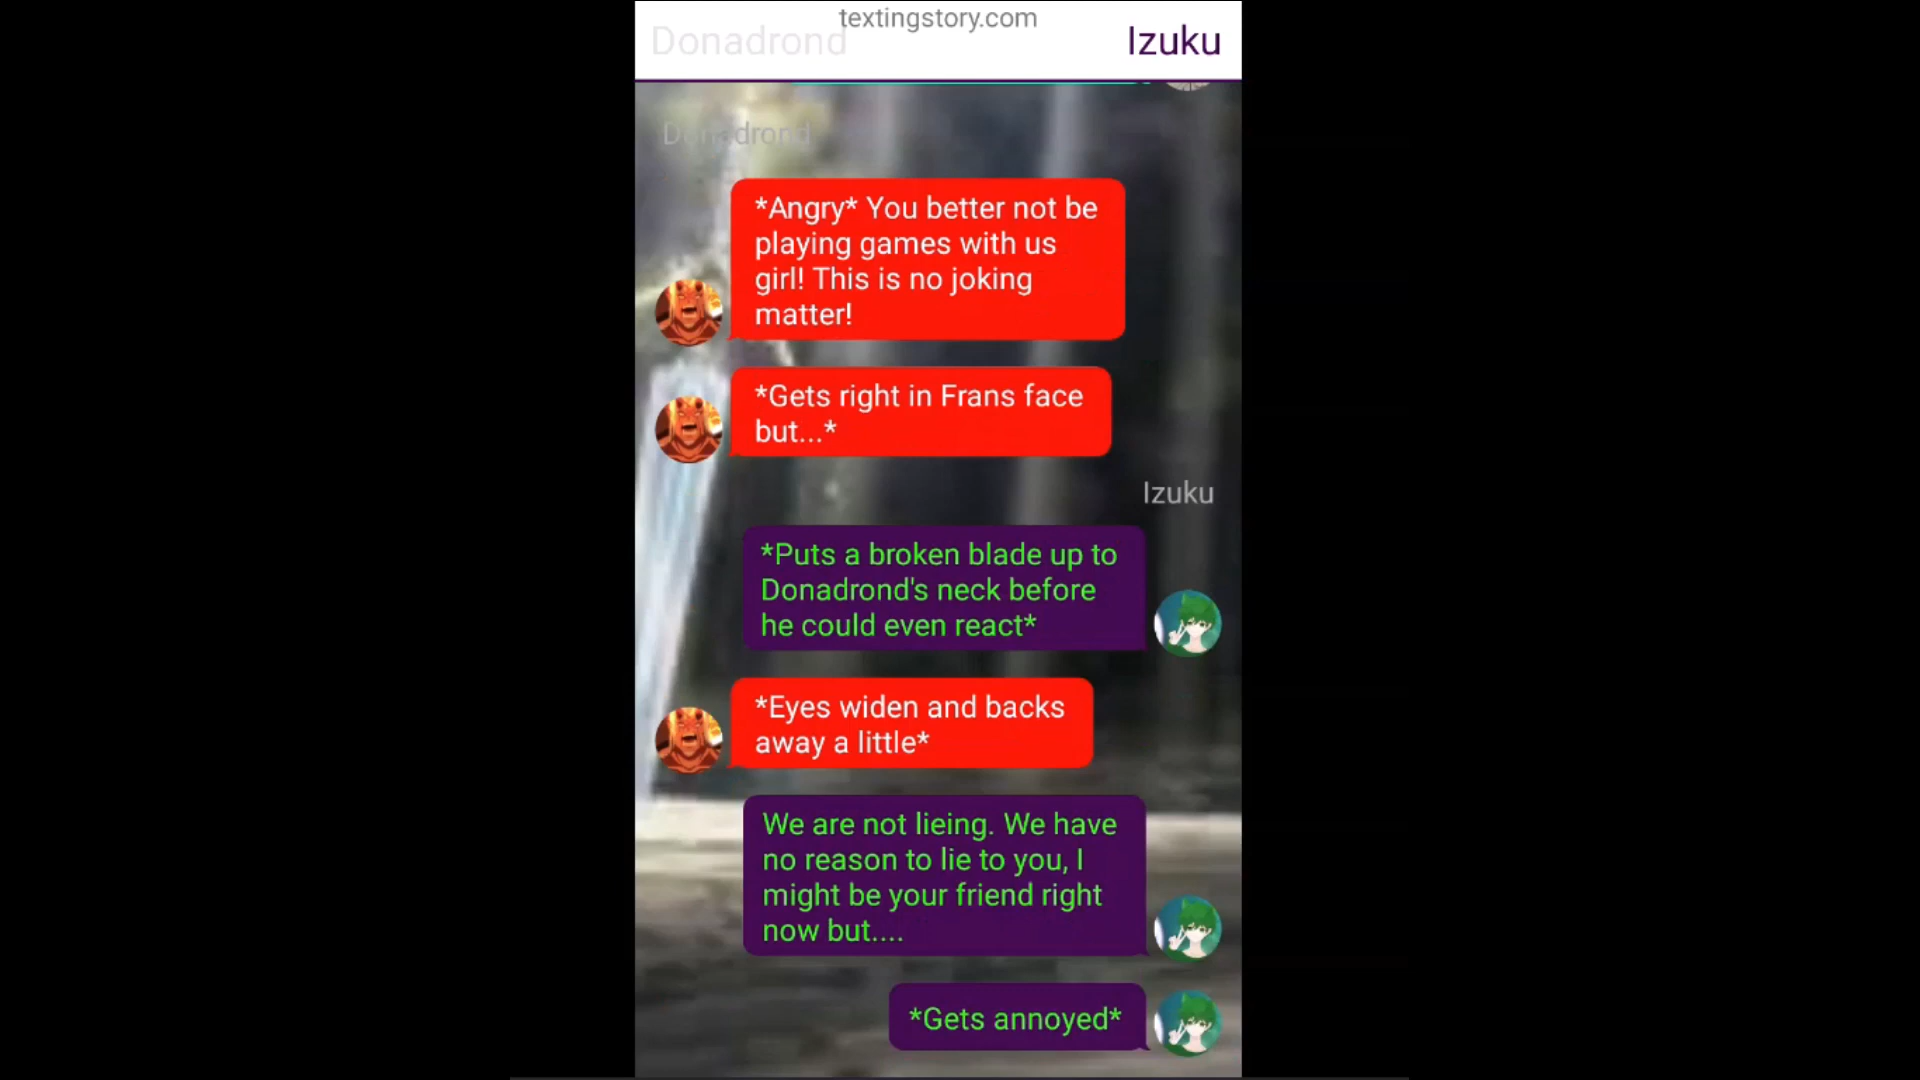 textingstory.com
Donadrond
Izuku
Donadrond
*Angry* You better not be
playing games with us
girl! This is no joking
matter!
*Gets right in Frans face
but...*
Izuku
*Puts a broken blade up to
Donadrond's neck before
he could even react*
*Eyes widen and backs
away a little*
We are not lieing. We have
no reason to lie to you, I
might be your friend right
now but....
*Gets annoyed*